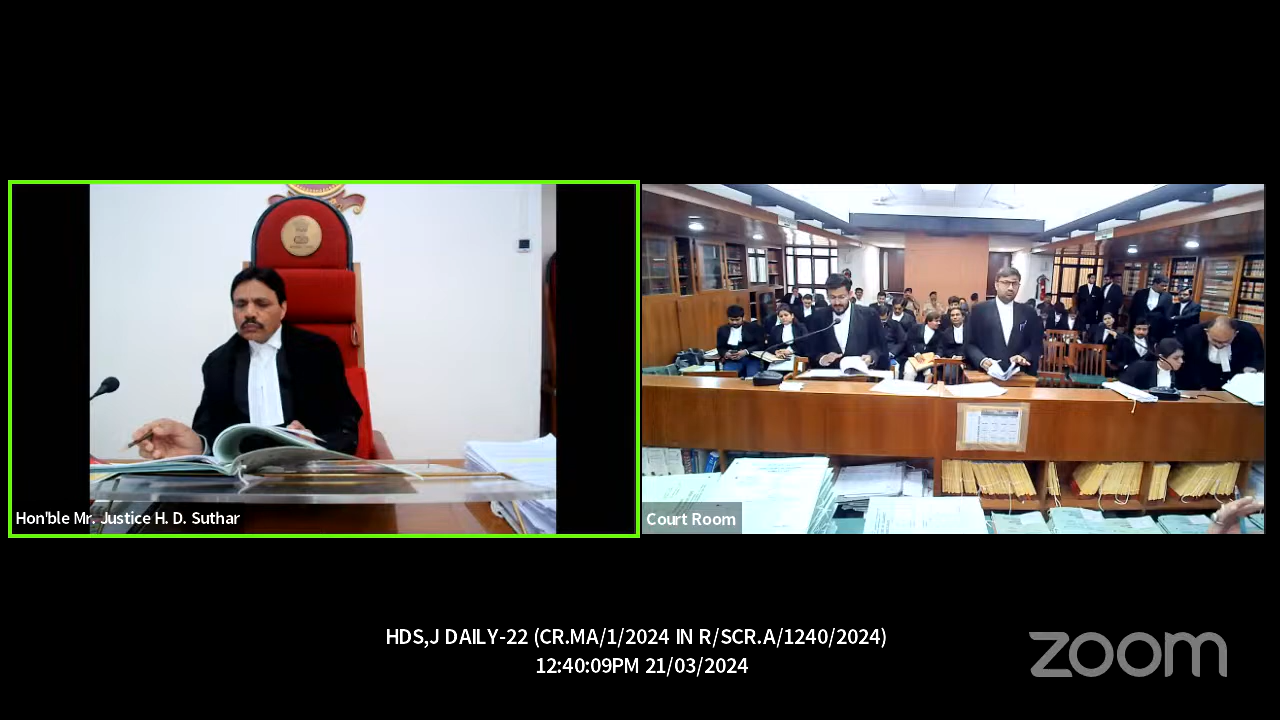 Hon'ble Mr. Justice H. D. Suthar
Court Room
HDS,J DAILY-22 (CR.MA/1/2024 IN R/SCR.A/1240/2024)
12:40:09PM 21/03/2024
zoom